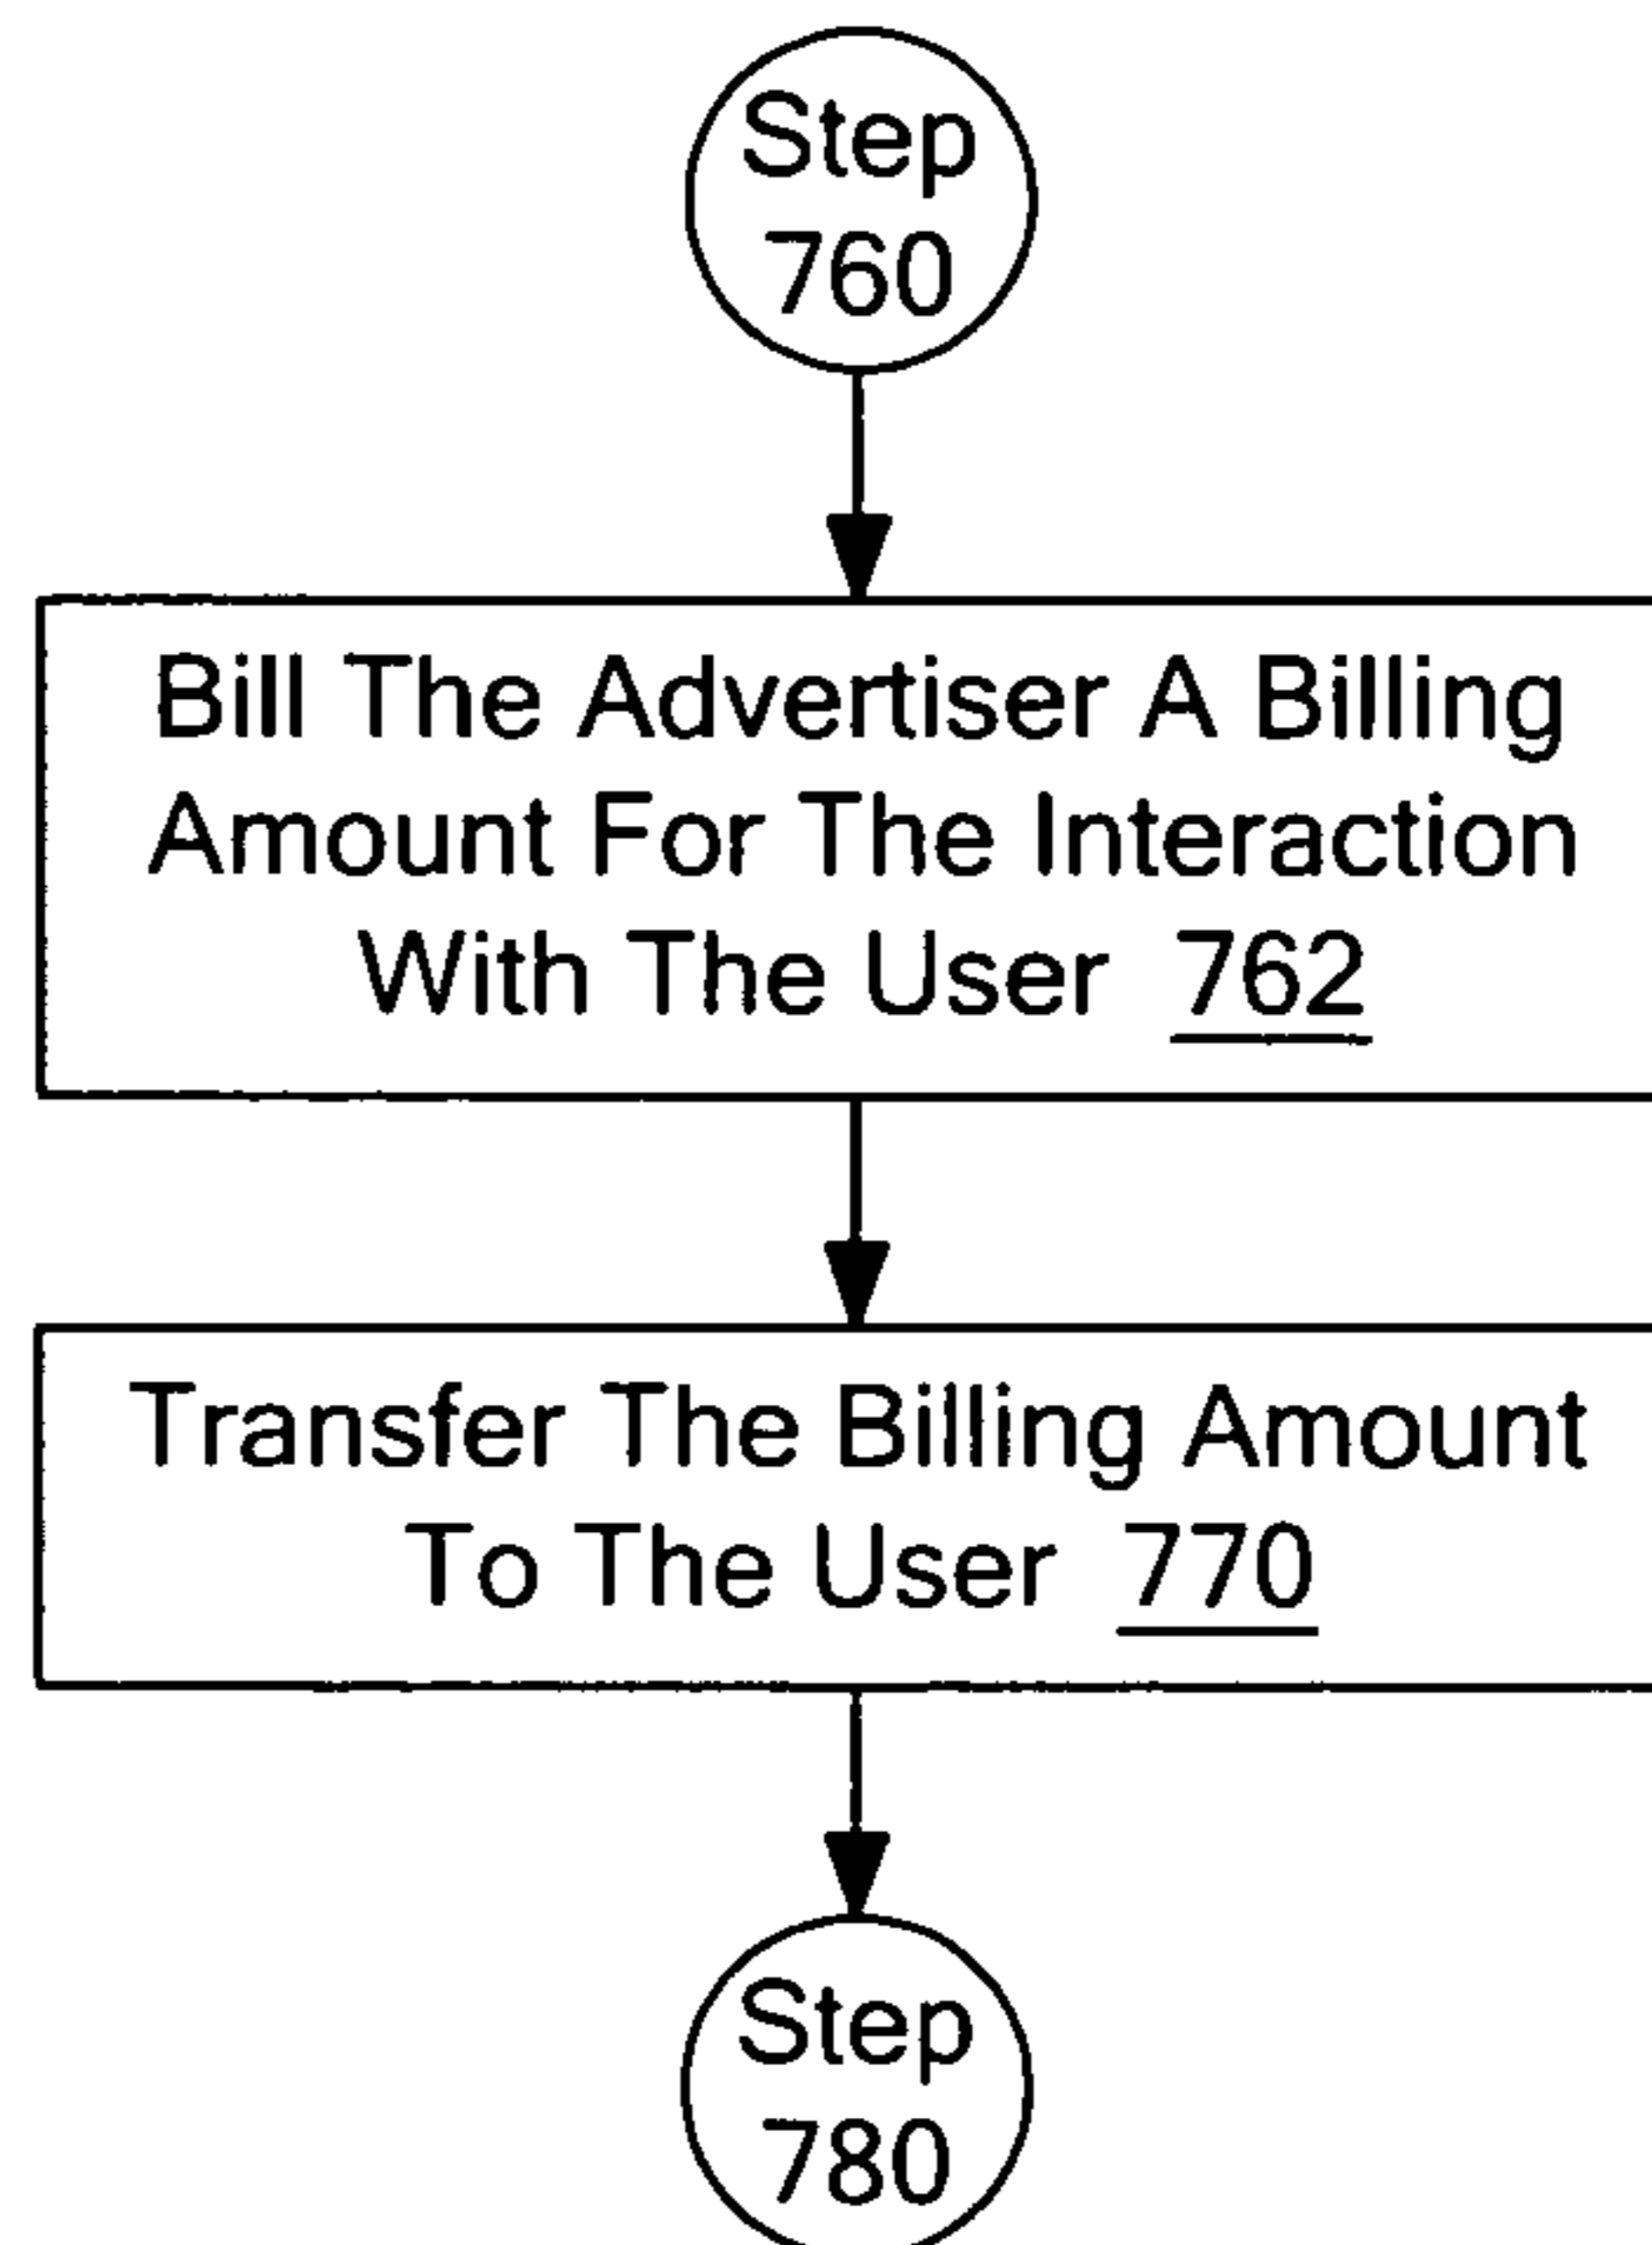 Step
760
Bill The Advertiser A Billing
Amount For The Interaction
With The User 762
Transfer The Billing Amount
To The User 770
Step
780